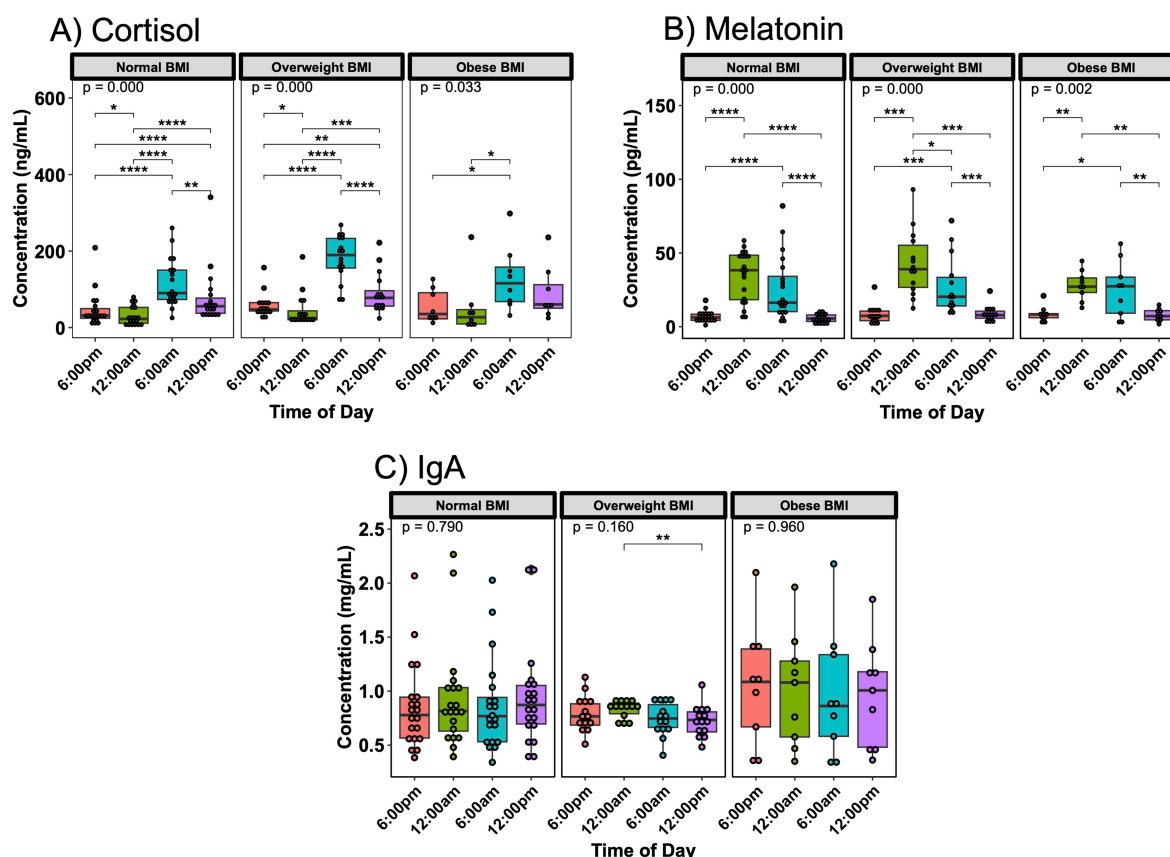 A) Cortisol
Normal BMI Overweight BMI Obese BMI
p = 0.000 p = 0.000 p = 0.033
* * **** *** **** ** * **** **** **** **** * ** ****
Concentration (ng/mL)
600
400
200
0
6:00pm 12:00am 6:00am 12:00pm 6:00pm 12:00am 6:00am 12:00pm 6:00pm 12:00am 6:00am 12:00pm
Time of Day
B) Melatonin
Normal BMI Overweight BMI Obese BMI
p = 0.000 p = 0.000 p = 0.002
**** *** ** **** *** ** * **** *** * **** *** **
Concentration (pg/mL)
150
100
50
0
6:00pm 12:00am 6:00am 12:00pm 6:00pm 12:00am 6:00am 12:00pm 6:00pm 12:00am 6:00am 12:00pm
Time of Day
C) IgA
Normal BMI Overweight BMI Obese BMI
p = 0.790 p = 0.160 p = 0.960
**
Concentration (mg/mL)
2.5
2.0
1.5
1.0
0.5
6:00pm 12:00am 6:00am 12:00pm 6:00pm 12:00am 6:00am 12:00pm 6:00pm 12:00am 6:00am 12:00pm
Time of Day